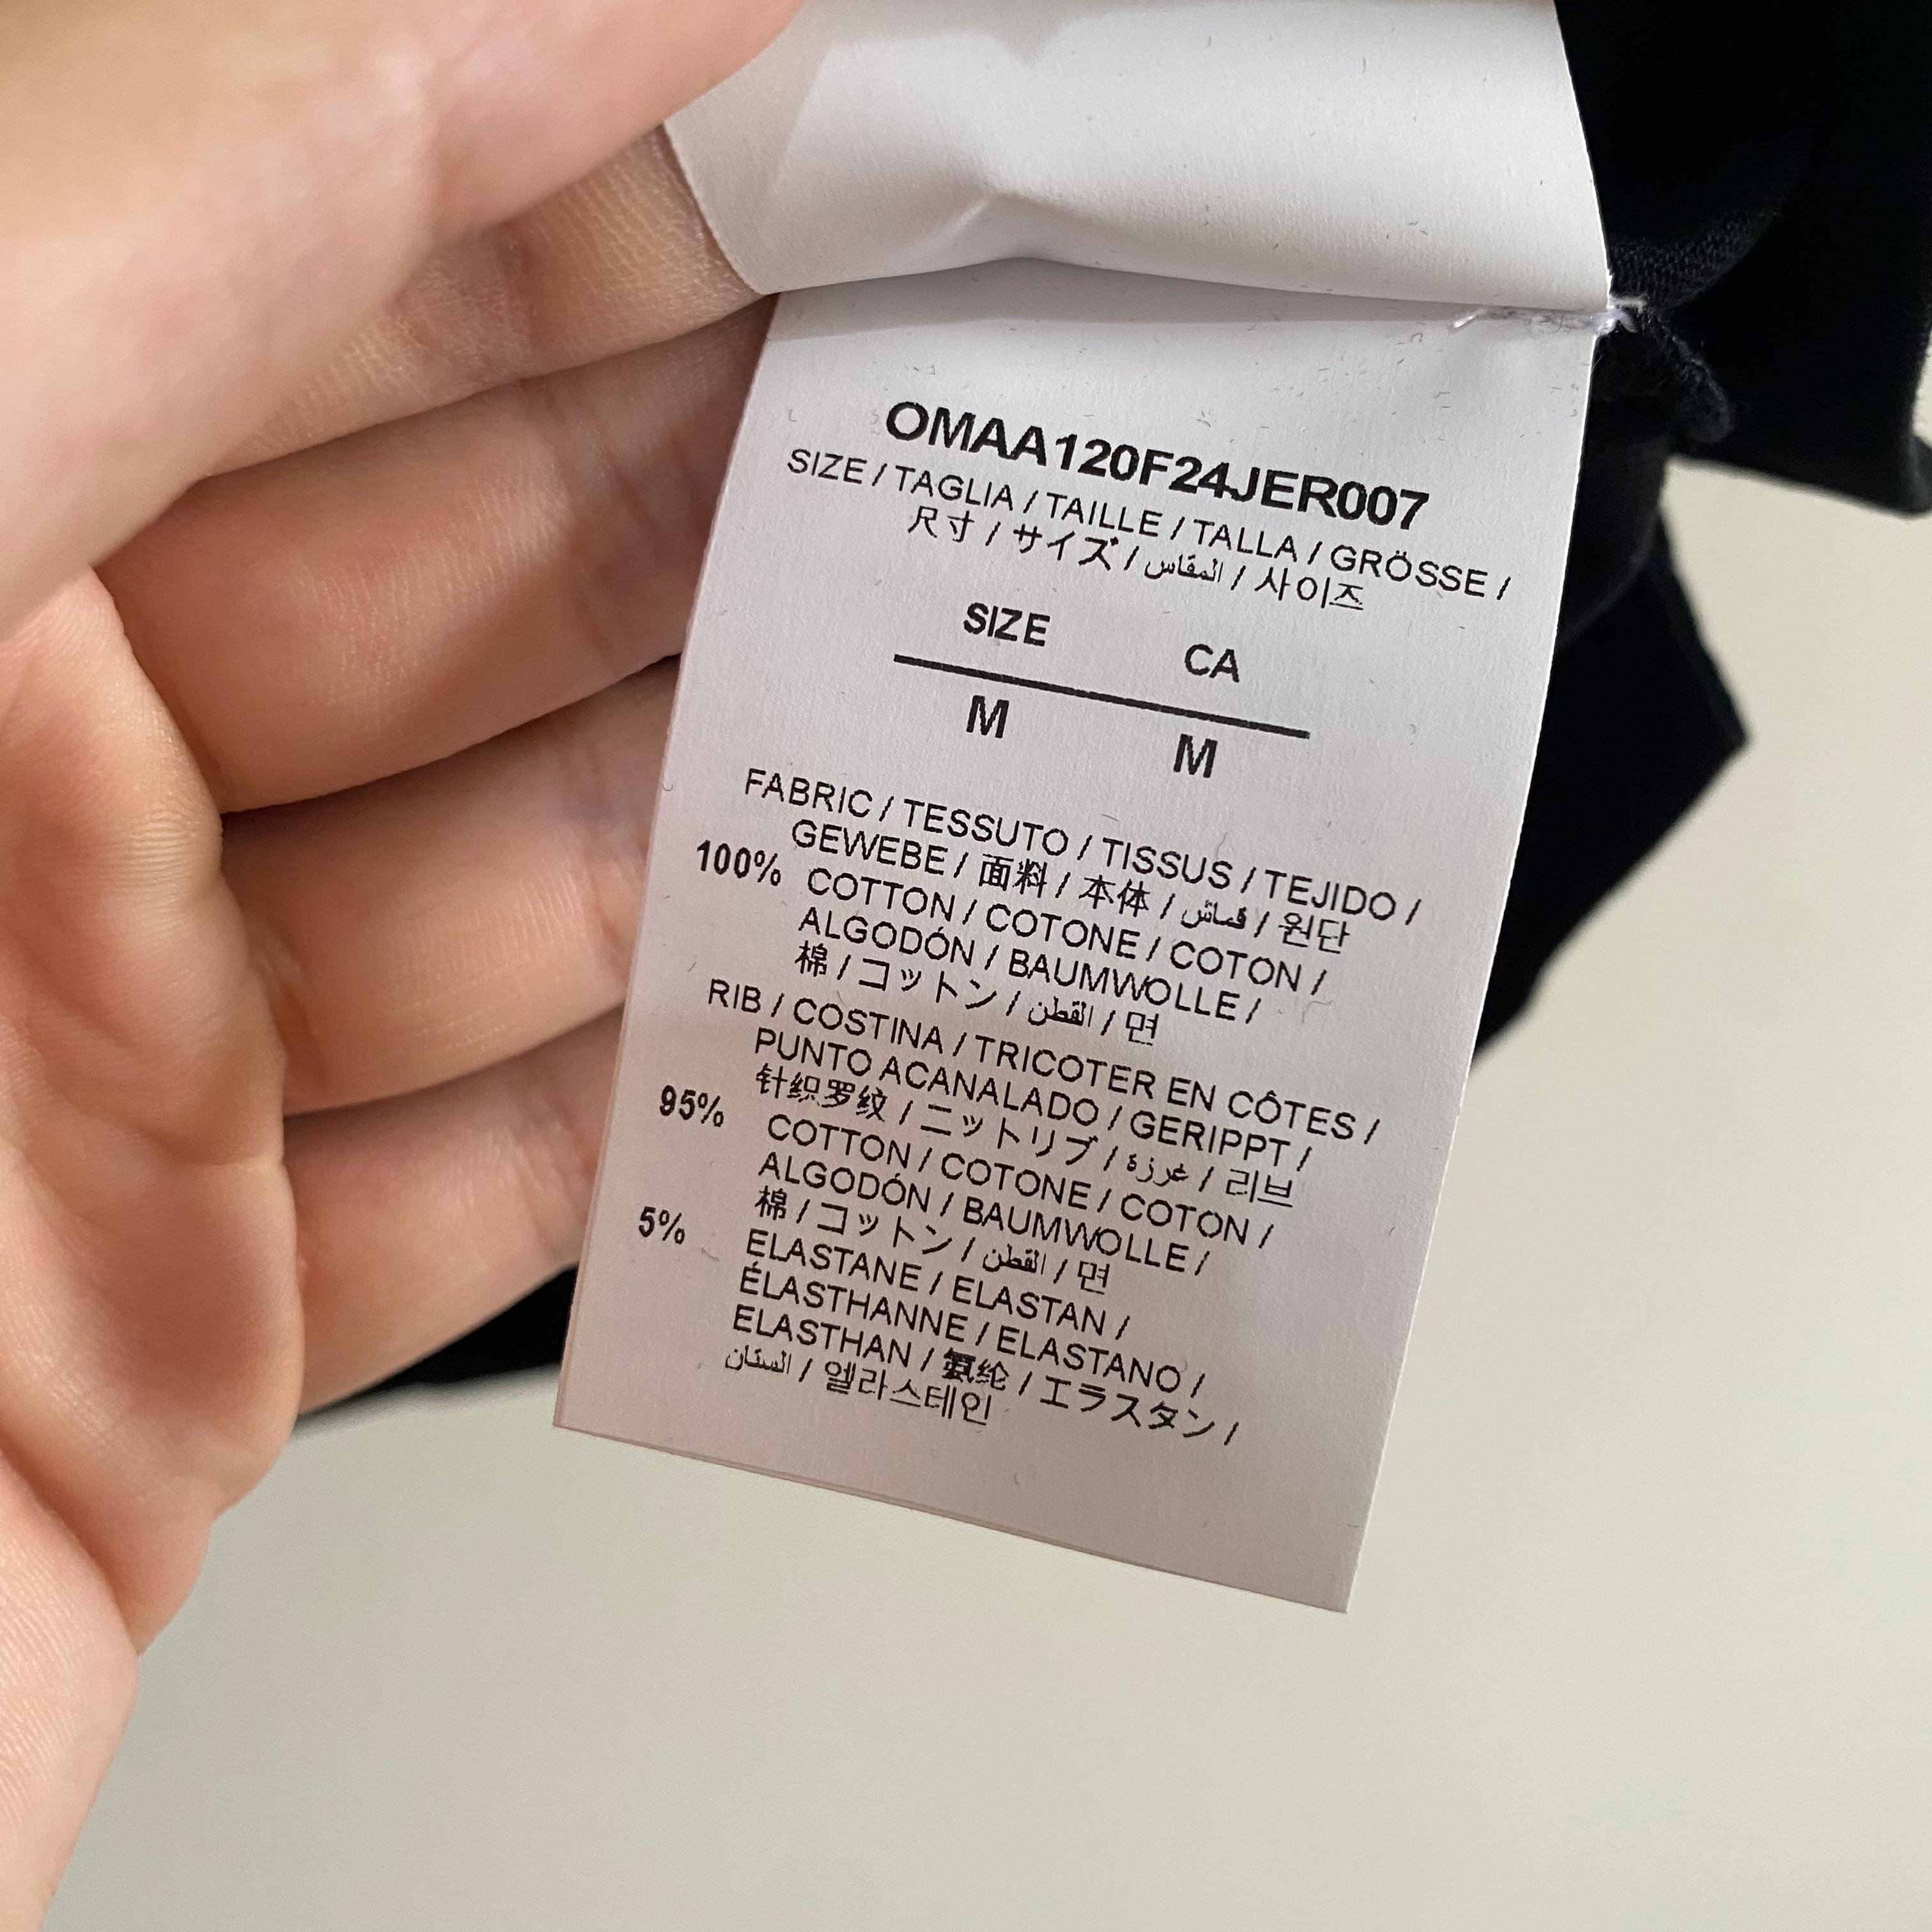 OMAA120F24JER007
SIZE / TAGLIA / TAILLE / TALLA / GRÖSSE /
尺寸 / サイズ / المقاس / 사이즈
SIZE CA
M M
FABRIC / TESSUTO / TISSUS / TEJIDO /
GEWEBE / 面料 / 本体 / قماش / 원단
100% COTTON / COTONE / COTON /
ALGODÓN / BAUMWOLLE /
棉 / コットン / القطن / 면
RIB / COSTINA / TRICOTER EN CÔTES /
PUNTO ACANALADO / GERIPPT /
针织罗纹 / ニットリブ / غرزة / 리브
95% COTTON / COTONE / COTON /
ALGODÓN / BAUMWOLLE /
棉 / コットン / القطن / 면
5% ELASTANE / ELASTAN /
ÉLASTHANNE / ELASTANO /
ELASTHAN / 氨纶 / エラスタン /
الستان / 엘라스테인